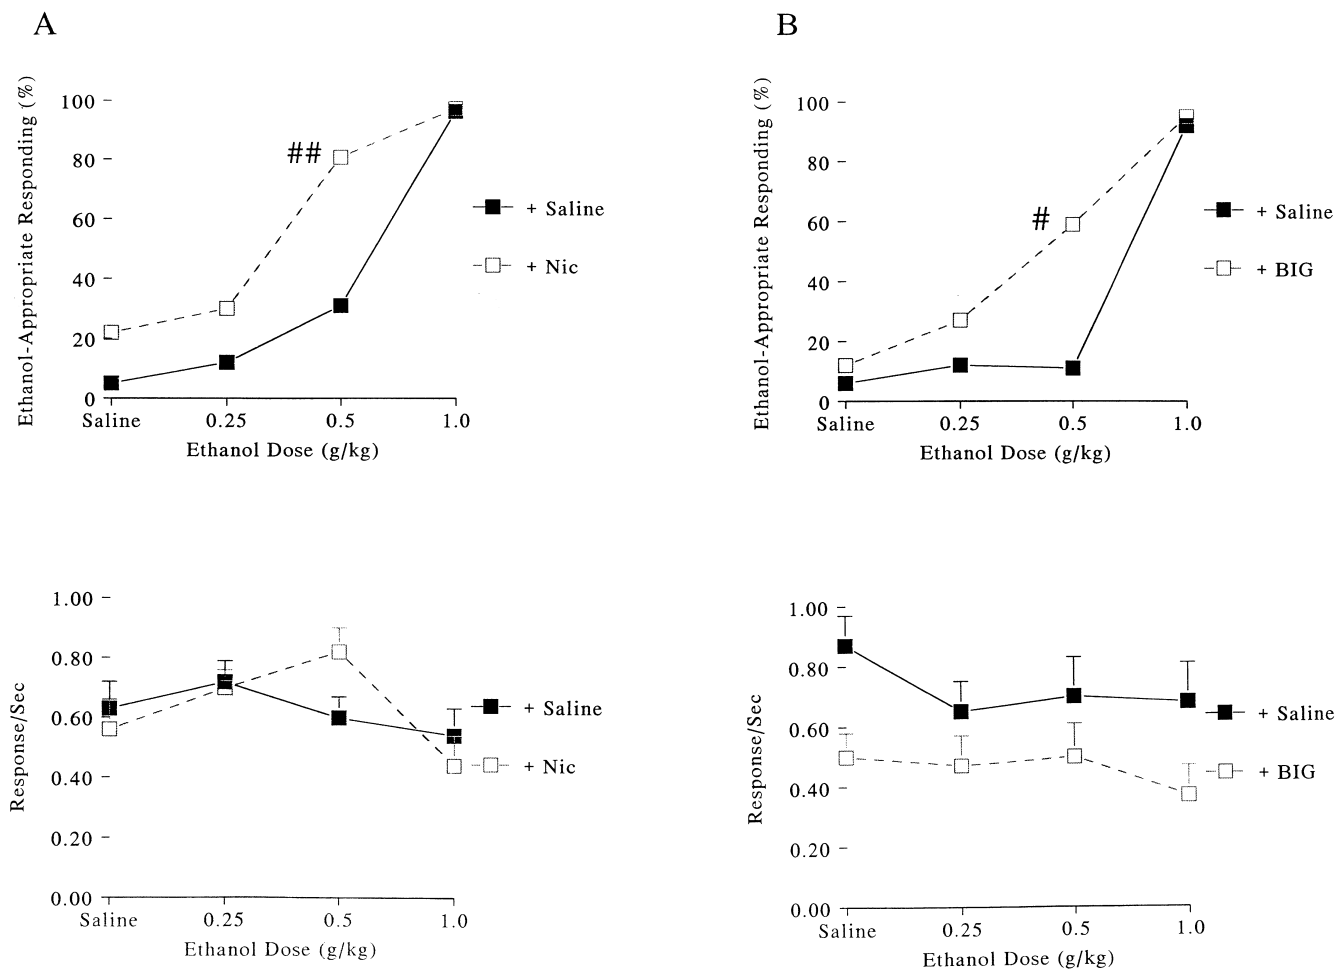 A
Ethanol-Appropriate Responding (%)
100
80
60
40
20
0
##
+ Saline
+ Nic
Saline 0.25 0.5 1.0
Ethanol Dose (g/kg)
B
Ethanol-Appropriate Responding (%)
100
80
60
40
20
0
#
+ Saline
+ BIG
Saline 0.25 0.5 1.0
Ethanol Dose (g/kg)
Response/Sec
1.00
0.80
0.60
0.40
0.20
0.00
+ Saline
+ Nic
Saline 0.25 0.5 1.0
Ethanol Dose (g/kg)
Response/Sec
1.00
0.80
0.60
0.40
0.20
0.00
+ Saline
+ BIG
Saline 0.25 0.5 1.0
Ethanol Dose (g/kg)